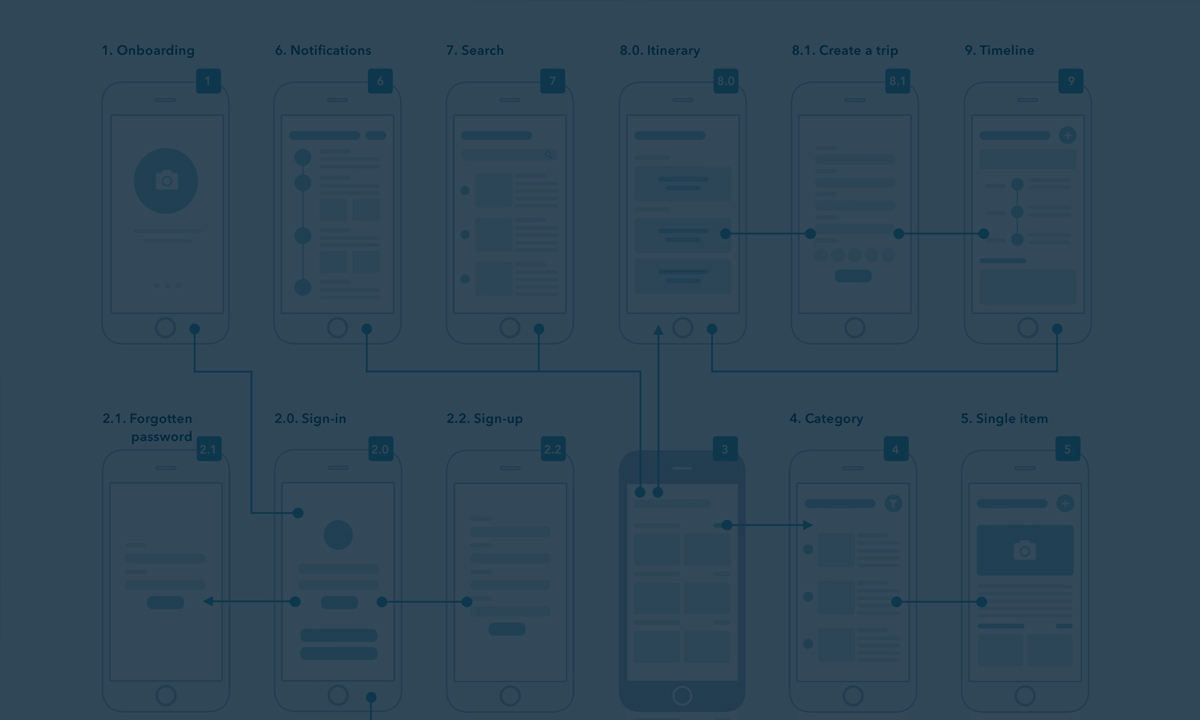 1. Onboarding
6. Notifications
7. Search
8.0. Itinerary
8.1. Create a trip
9. Timeline
1
6
7
8.0
8.1
9
2.1. Forgotten
password
2.0. Sign-in
2.2. Sign-up
4. Category
5. Single item
2.1
2.0
2.2
3
4
5